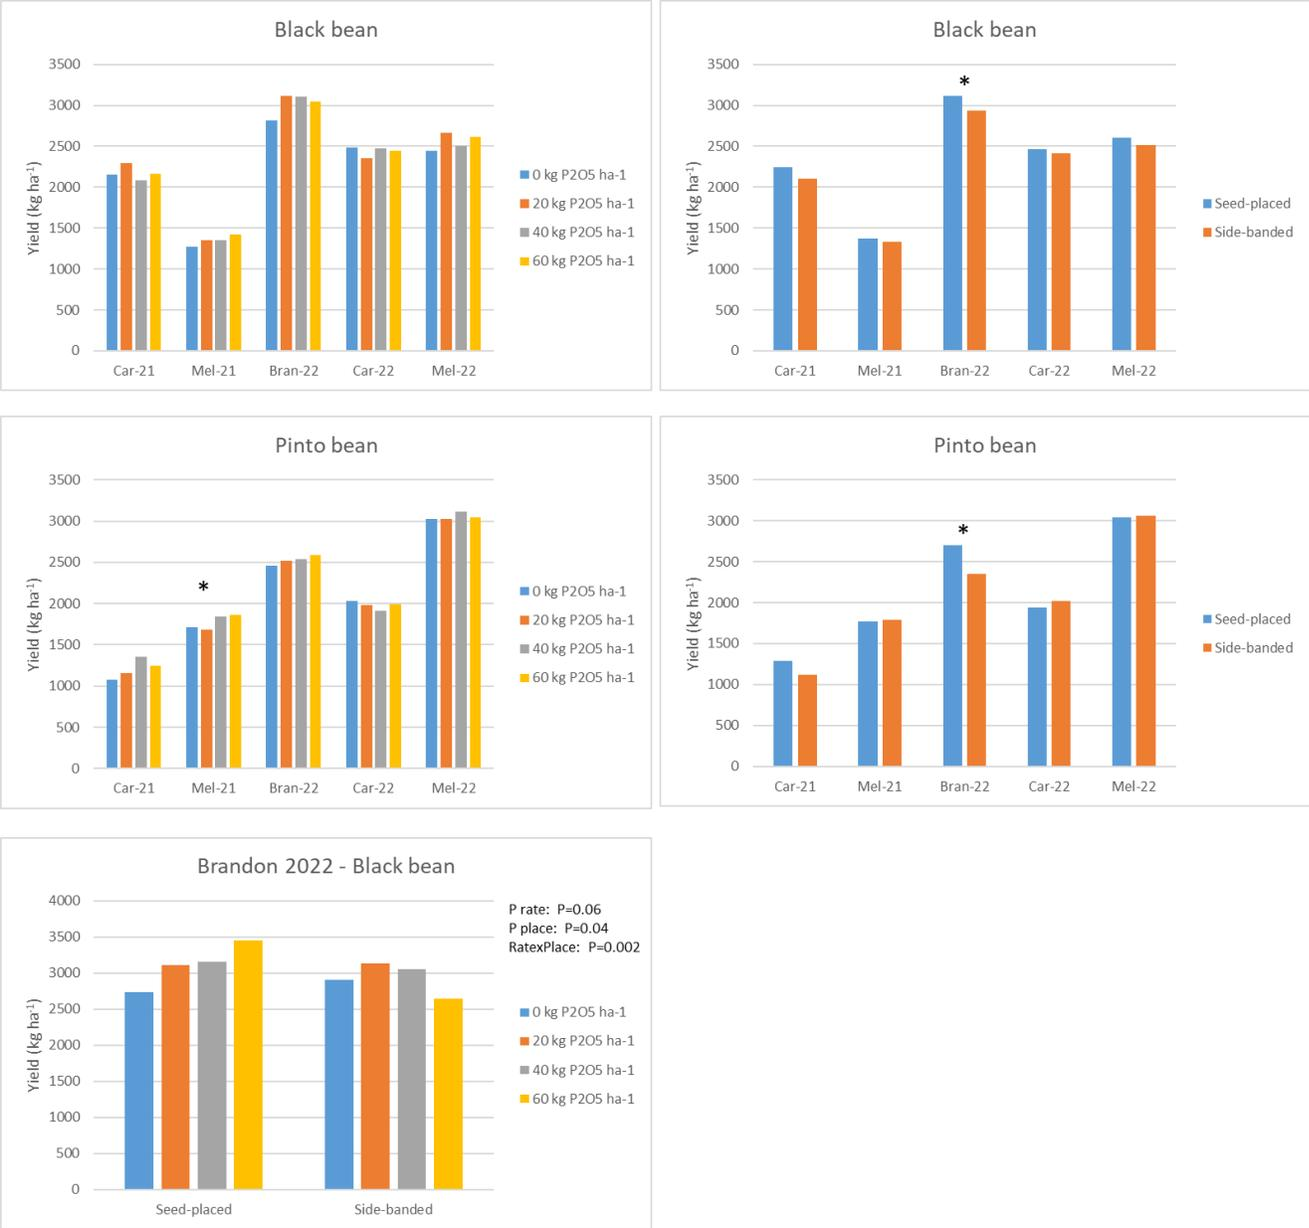 Black bean
Yield (kg ha-1)
3500
3000
2500
2000
1500
1000
500
0
Car-21 Mel-21 Bran-22 Car-22 Mel-22
0 kg P2O5 ha-1
20 kg P2O5 ha-1
40 kg P2O5 ha-1
60 kg P2O5 ha-1
Black bean
Yield (kg ha-1)
3500
3000
2500
2000
1500
1000
500
0
*
Car-21 Mel-21 Bran-22 Car-22 Mel-22
Seed-placed
Side-banded
Pinto bean
Yield (kg ha-1)
3500
3000
2500
2000
1500
1000
500
0
*
Car-21 Mel-21 Bran-22 Car-22 Mel-22
0 kg P2O5 ha-1
20 kg P2O5 ha-1
40 kg P2O5 ha-1
60 kg P2O5 ha-1
Pinto bean
Yield (kg ha-1)
3500
3000
2500
2000
1500
1000
500
0
*
Car-21 Mel-21 Bran-22 Car-22 Mel-22
Seed-placed
Side-banded
Brandon 2022 - Black bean
Yield (kg ha-1)
4000
3500
3000
2500
2000
1500
1000
500
0
Seed-placed Side-banded
P rate: P=0.06
P place: P=0.04
RatexPlace: P=0.002
0 kg P2O5 ha-1
20 kg P2O5 ha-1
40 kg P2O5 ha-1
60 kg P2O5 ha-1